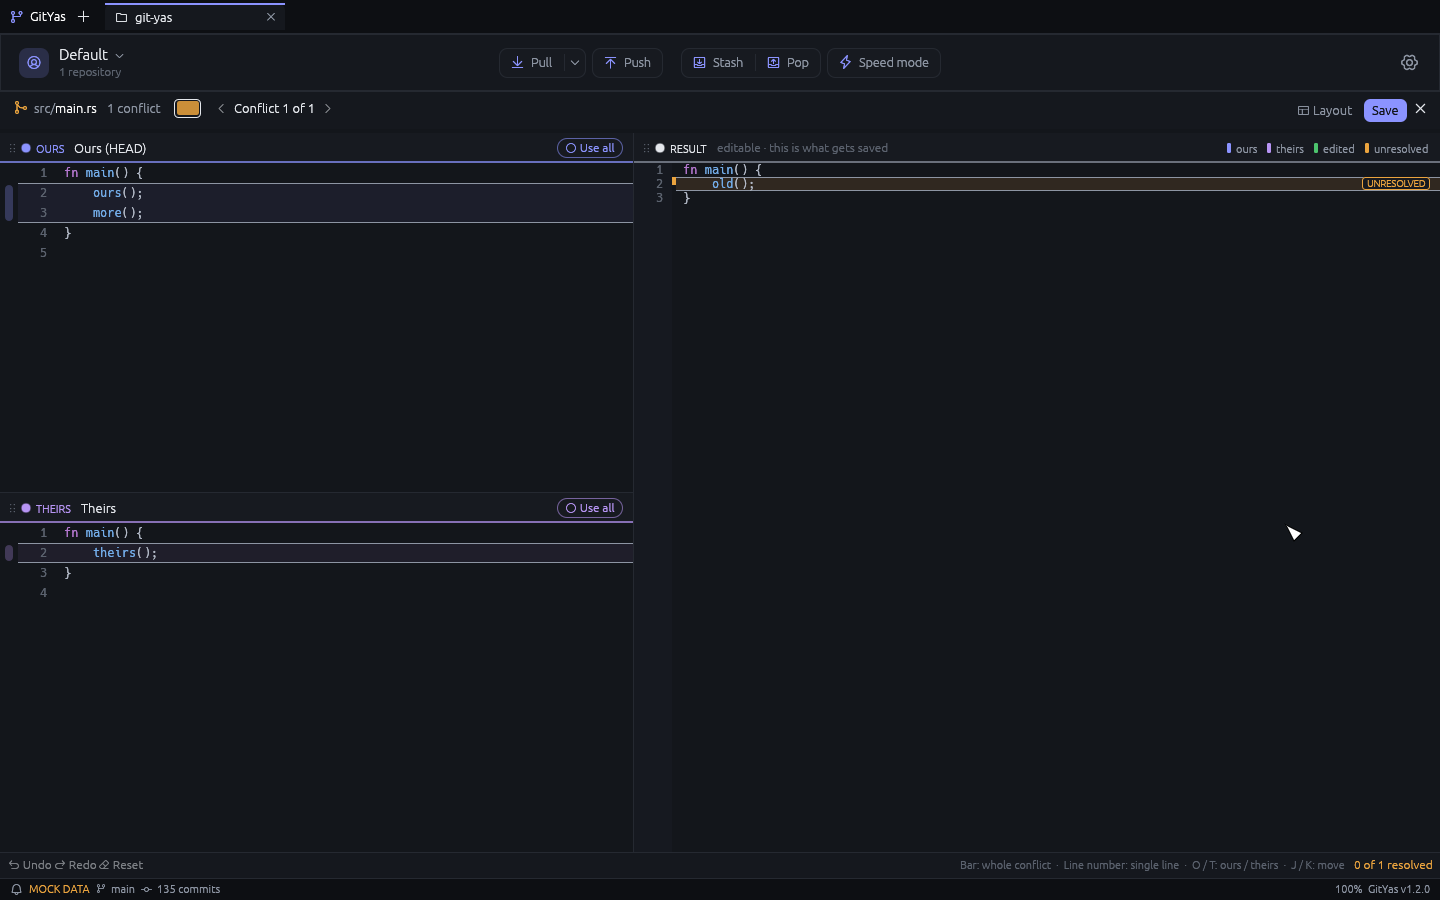 GitYas
git-yas
Default
1 repository
Pull
Push
Stash
Pop
Speed mode
src/main.rs 1 conflict
Conflict 1 of 1
Layout
Save
OURS Ours (HEAD)
Use all
1 fn main() {
2     ours();
3     more();
4 }
5
THEIRS Theirs
Use all
1 fn main() {
2     theirs();
3 }
4
RESULT editable · this is what gets saved
ours theirs edited unresolved
1 fn main() {
2     old();
UNRESOLVED
3 }
Undo Redo Reset
Bar: whole conflict · Line number: single line · O / T: ours / theirs · J / K: move 0 of 1 resolved
MOCK DATA main 135 commits
100% GitYas v1.2.0